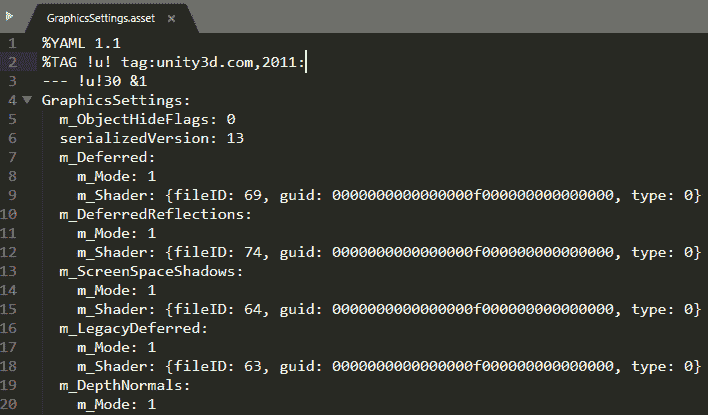 GraphicsSettings.asset ×
1 %YAML 1.1
2 %TAG !u! tag:unity3d.com,2011:
3 --- !u!30 &1
4 GraphicsSettings:
5 m_ObjectHideFlags: 0
6 serializedVersion: 13
7 m_Deferred:
8 m_Mode: 1
9 m_Shader: {fileID: 69, guid: 0000000000000000f000000000000000, type: 0}
10 m_DeferredReflections:
11 m_Mode: 1
12 m_Shader: {fileID: 74, guid: 0000000000000000f000000000000000, type: 0}
13 m_ScreenSpaceShadows:
14 m_Mode: 1
15 m_Shader: {fileID: 64, guid: 0000000000000000f000000000000000, type: 0}
16 m_LegacyDeferred:
17 m_Mode: 1
18 m_Shader: {fileID: 63, guid: 0000000000000000f000000000000000, type: 0}
19 m_DepthNormals:
20 m_Mode: 1